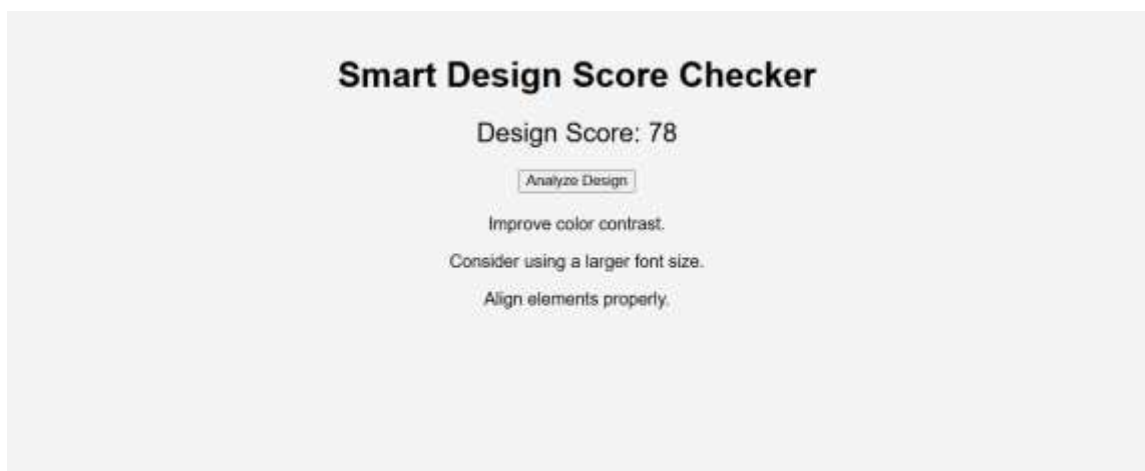 Smart Design Score Checker
Design Score: 78
Analyze Design
Improve color contrast.
Consider using a larger font size.
Align elements properly.